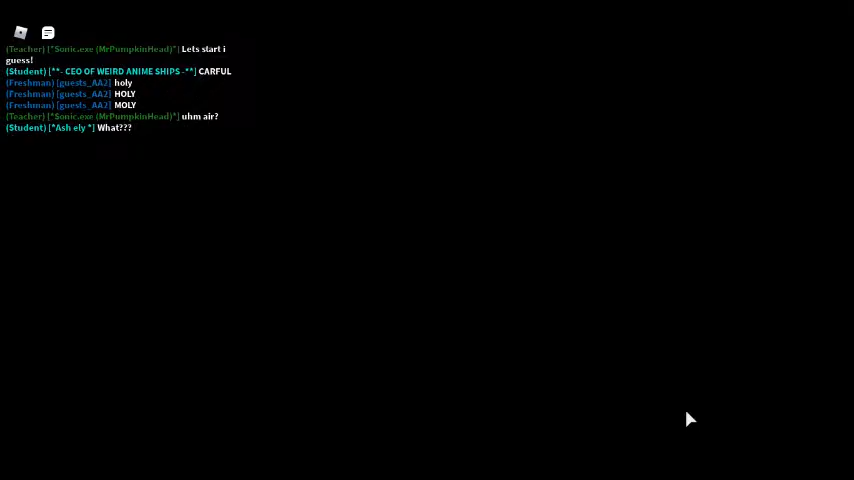 (Teacher) [*Sonic.exe (MrPumpkinHead)*] Lets start i
guess!
(Student) [**- CEO OF WEIRD ANIME SHIPS -**] CARFUL
(Freshman) [guests_AA2] holy
(Freshman) [guests_AA2] HOLY
(Freshman) [guests_AA2] MOLY
(Teacher) [*Sonic.exe (MrPumpkinHead)*] uhm air?
(Student) [*Ash ely *] What???